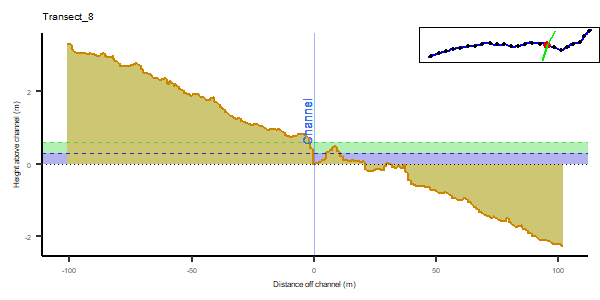 Transect_8
Height above channel (m)
2
0
-2
Channel
-100
-50
0
50
100
Distance off channel (m)